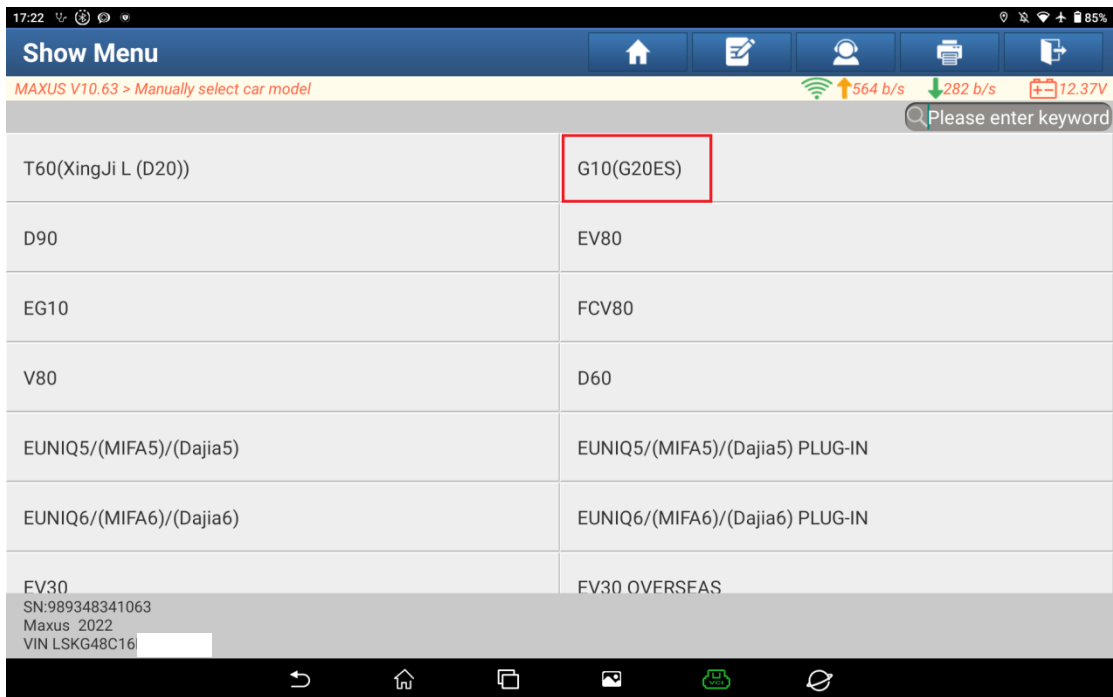 17:22 85%
Show Menu
MAXUS V10.63 > Manually select car model 564 b/s 282 b/s 12.37V
Please enter keyword
T60(XingJi L (D20)) G10(G20ES)
D90 EV80
EG10 FCV80
V80 D60
EUNIQ5/(MIFA5)/(Dajia5) EUNIQ5/(MIFA5)/(Dajia5) PLUG-IN
EUNIQ6/(MIFA6)/(Dajia6) EUNIQ6/(MIFA6)/(Dajia6) PLUG-IN
EV30 EV30 OVERSEAS
SN:989348341063
Maxus 2022
VIN LSKG48C16
VCI